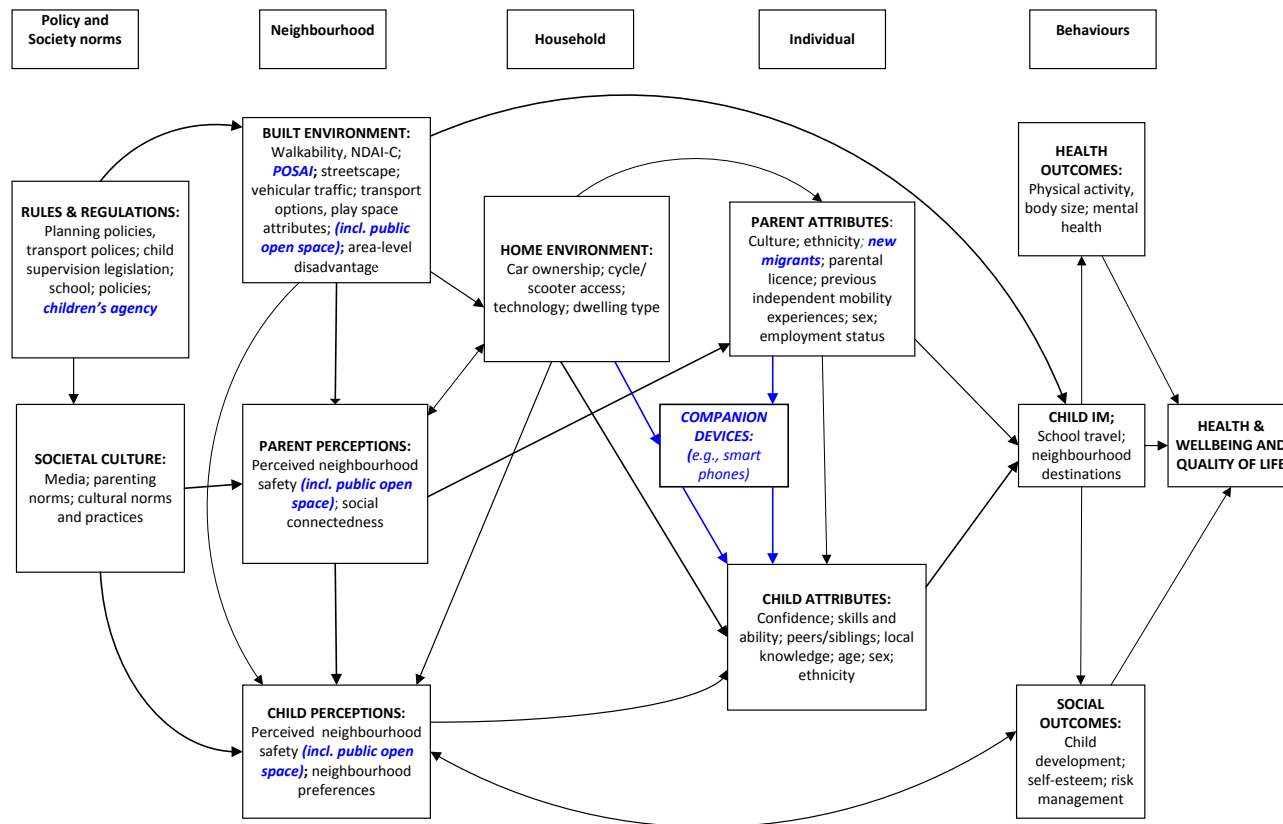 Policy and
Society norms
Neighbourhood
Household
Individual
Behaviours
BUILT ENVIRONMENT:
Walkability, NDAI-C;
POSAI; streetscape;
vehicular traffic; transport
options, play space
attributes; (incl. public
open space); area-level
disadvantage
RULES & REGULATIONS:
Planning policies,
transport polices; child
supervision legislation;
school; policies;
children's agency
HOME ENVIRONMENT:
Car ownership; cycle/
scooter access;
technology; dwelling type
PARENT ATTRIBUTES:
Culture; ethnicity; new
migrants; parental
licence; previous
independent mobility
experiences; sex;
employment status
HEALTH
OUTCOMES:
Physical activity,
body size; mental
health
SOCIETAL CULTURE:
Media; parenting
norms; cultural norms
and practices
PARENT PERCEPTIONS:
Perceived neighbourhood
safety (incl. public open
space); social
connectedness
COMPANION
DEVICES:
(e.g., smart
phones)
CHILD IM;
School travel;
neighbourhood
destinations
HEALTH &
WELLBEING AND
QUALITY OF LIFE
CHILD ATTRIBUTES:
Confidence; skills and
ability; peers/siblings; local
knowledge; age; sex;
ethnicity
CHILD PERCEPTIONS:
Perceived neighbourhood
safety (incl. public open
space); neighbourhood
preferences
SOCIAL
OUTCOMES:
Child
development;
self-esteem; risk
management